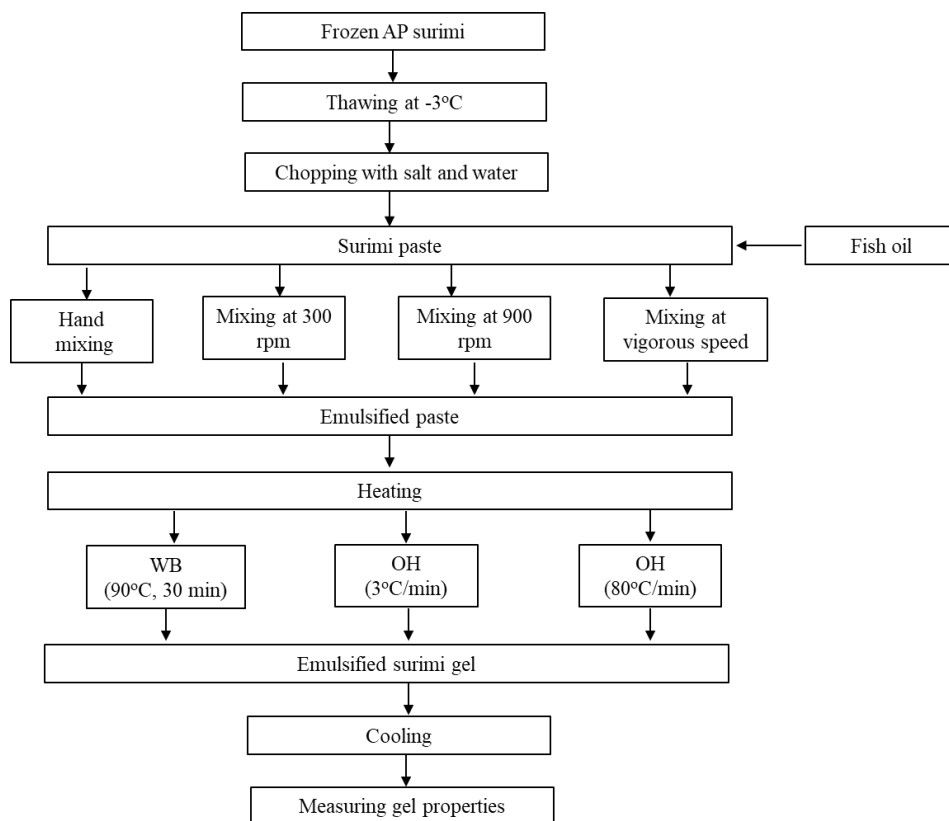 Frozen AP surimi
Thawing at -3°C
Chopping with salt and water
Surimi paste
Fish oil
Hand
mixing
Mixing at 300
rpm
Mixing at 900
rpm
Mixing at
vigorous speed
Emulsified paste
Heating
WB
(90°C, 30 min)
OH
(3°C/min)
OH
(80°C/min)
Emulsified surimi gel
Cooling
Measuring gel properties